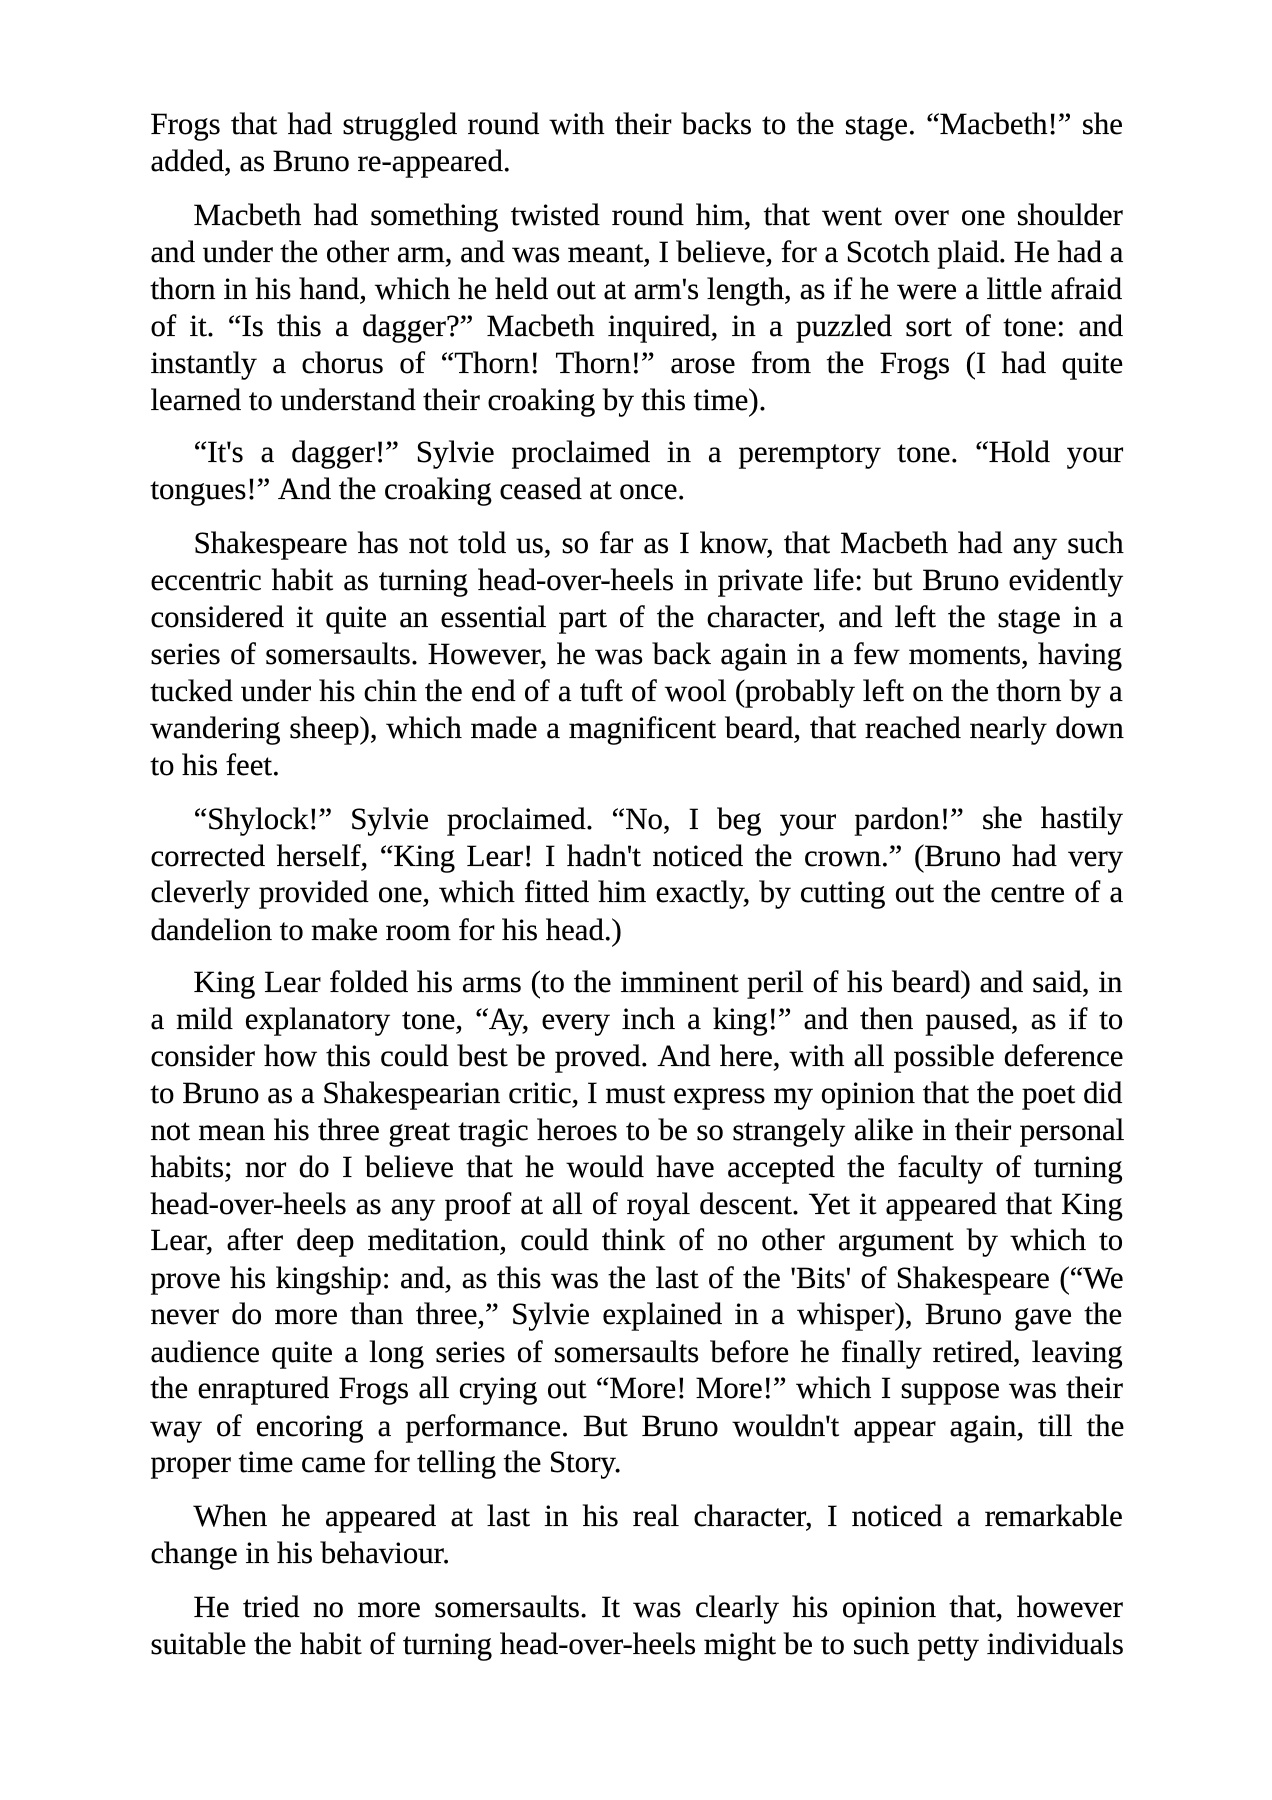 Frogs that had struggled round with their backs to the stage. “Macbeth!” she
added, as Bruno re-appeared.
Macbeth had something twisted round him, that went over one shoulder
and under the other arm, and was meant, I believe, for a Scotch plaid. He had a
thorn in his hand, which he held out at arm's length, as if he were a little afraid
of it. “Is this a dagger?” Macbeth inquired, in a puzzled sort of tone: and
instantly a chorus of “Thorn! Thorn!” arose from the Frogs (I had quite
learned to understand their croaking by this time).
“It's a dagger!” Sylvie proclaimed in a peremptory tone. “Hold your
tongues!” And the croaking ceased at once.
Shakespeare has not told us, so far as I know, that Macbeth had any such
eccentric habit as turning head-over-heels in private life: but Bruno evidently
considered it quite an essential part of the character, and left the stage in a
series of somersaults. However, he was back again in a few moments, having
tucked under his chin the end of a tuft of wool (probably left on the thorn by a
wandering sheep), which made a magnificent beard, that reached nearly down
to his feet.
“Shylock!” Sylvie proclaimed. “No, I beg your pardon!” she hastily
corrected herself, “King Lear! I hadn't noticed the crown.” (Bruno had very
cleverly provided one, which fitted him exactly, by cutting out the centre of a
dandelion to make room for his head.)
King Lear folded his arms (to the imminent peril of his beard) and said, in
a mild explanatory tone, “Ay, every inch a king!” and then paused, as if to
consider how this could best be proved. And here, with all possible deference
to Bruno as a Shakespearian critic, I must express my opinion that the poet did
not mean his three great tragic heroes to be so strangely alike in their personal
habits; nor do I believe that he would have accepted the faculty of turning
head-over-heels as any proof at all of royal descent. Yet it appeared that King
Lear, after deep meditation, could think of no other argument by which to
prove his kingship: and, as this was the last of the 'Bits' of Shakespeare (“We
never do more than three,” Sylvie explained in a whisper), Bruno gave the
audience quite a long series of somersaults before he finally retired, leaving
the enraptured Frogs all crying out “More! More!” which I suppose was their
way of encoring a performance. But Bruno wouldn't appear again, till the
proper time came for telling the Story.
When he appeared at last in his real character, I noticed a remarkable
change in his behaviour.
He tried no more somersaults. It was clearly his opinion that, however
suitable the habit of turning head-over-heels might be to such petty individuals